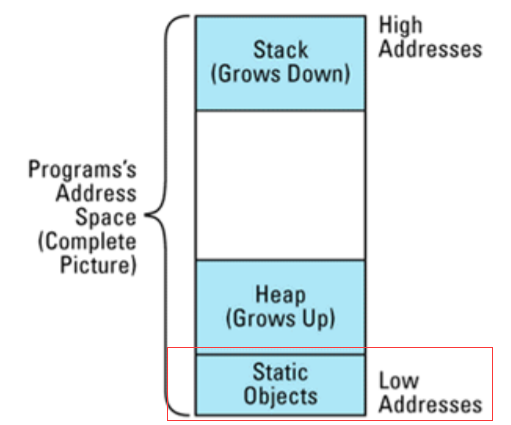 High
Addresses
Stack
(Grows Down)
Programs's
Address
Space
(Complete
Picture)
Heap
(Grows Up)
Static
Objects
Low
Addresses